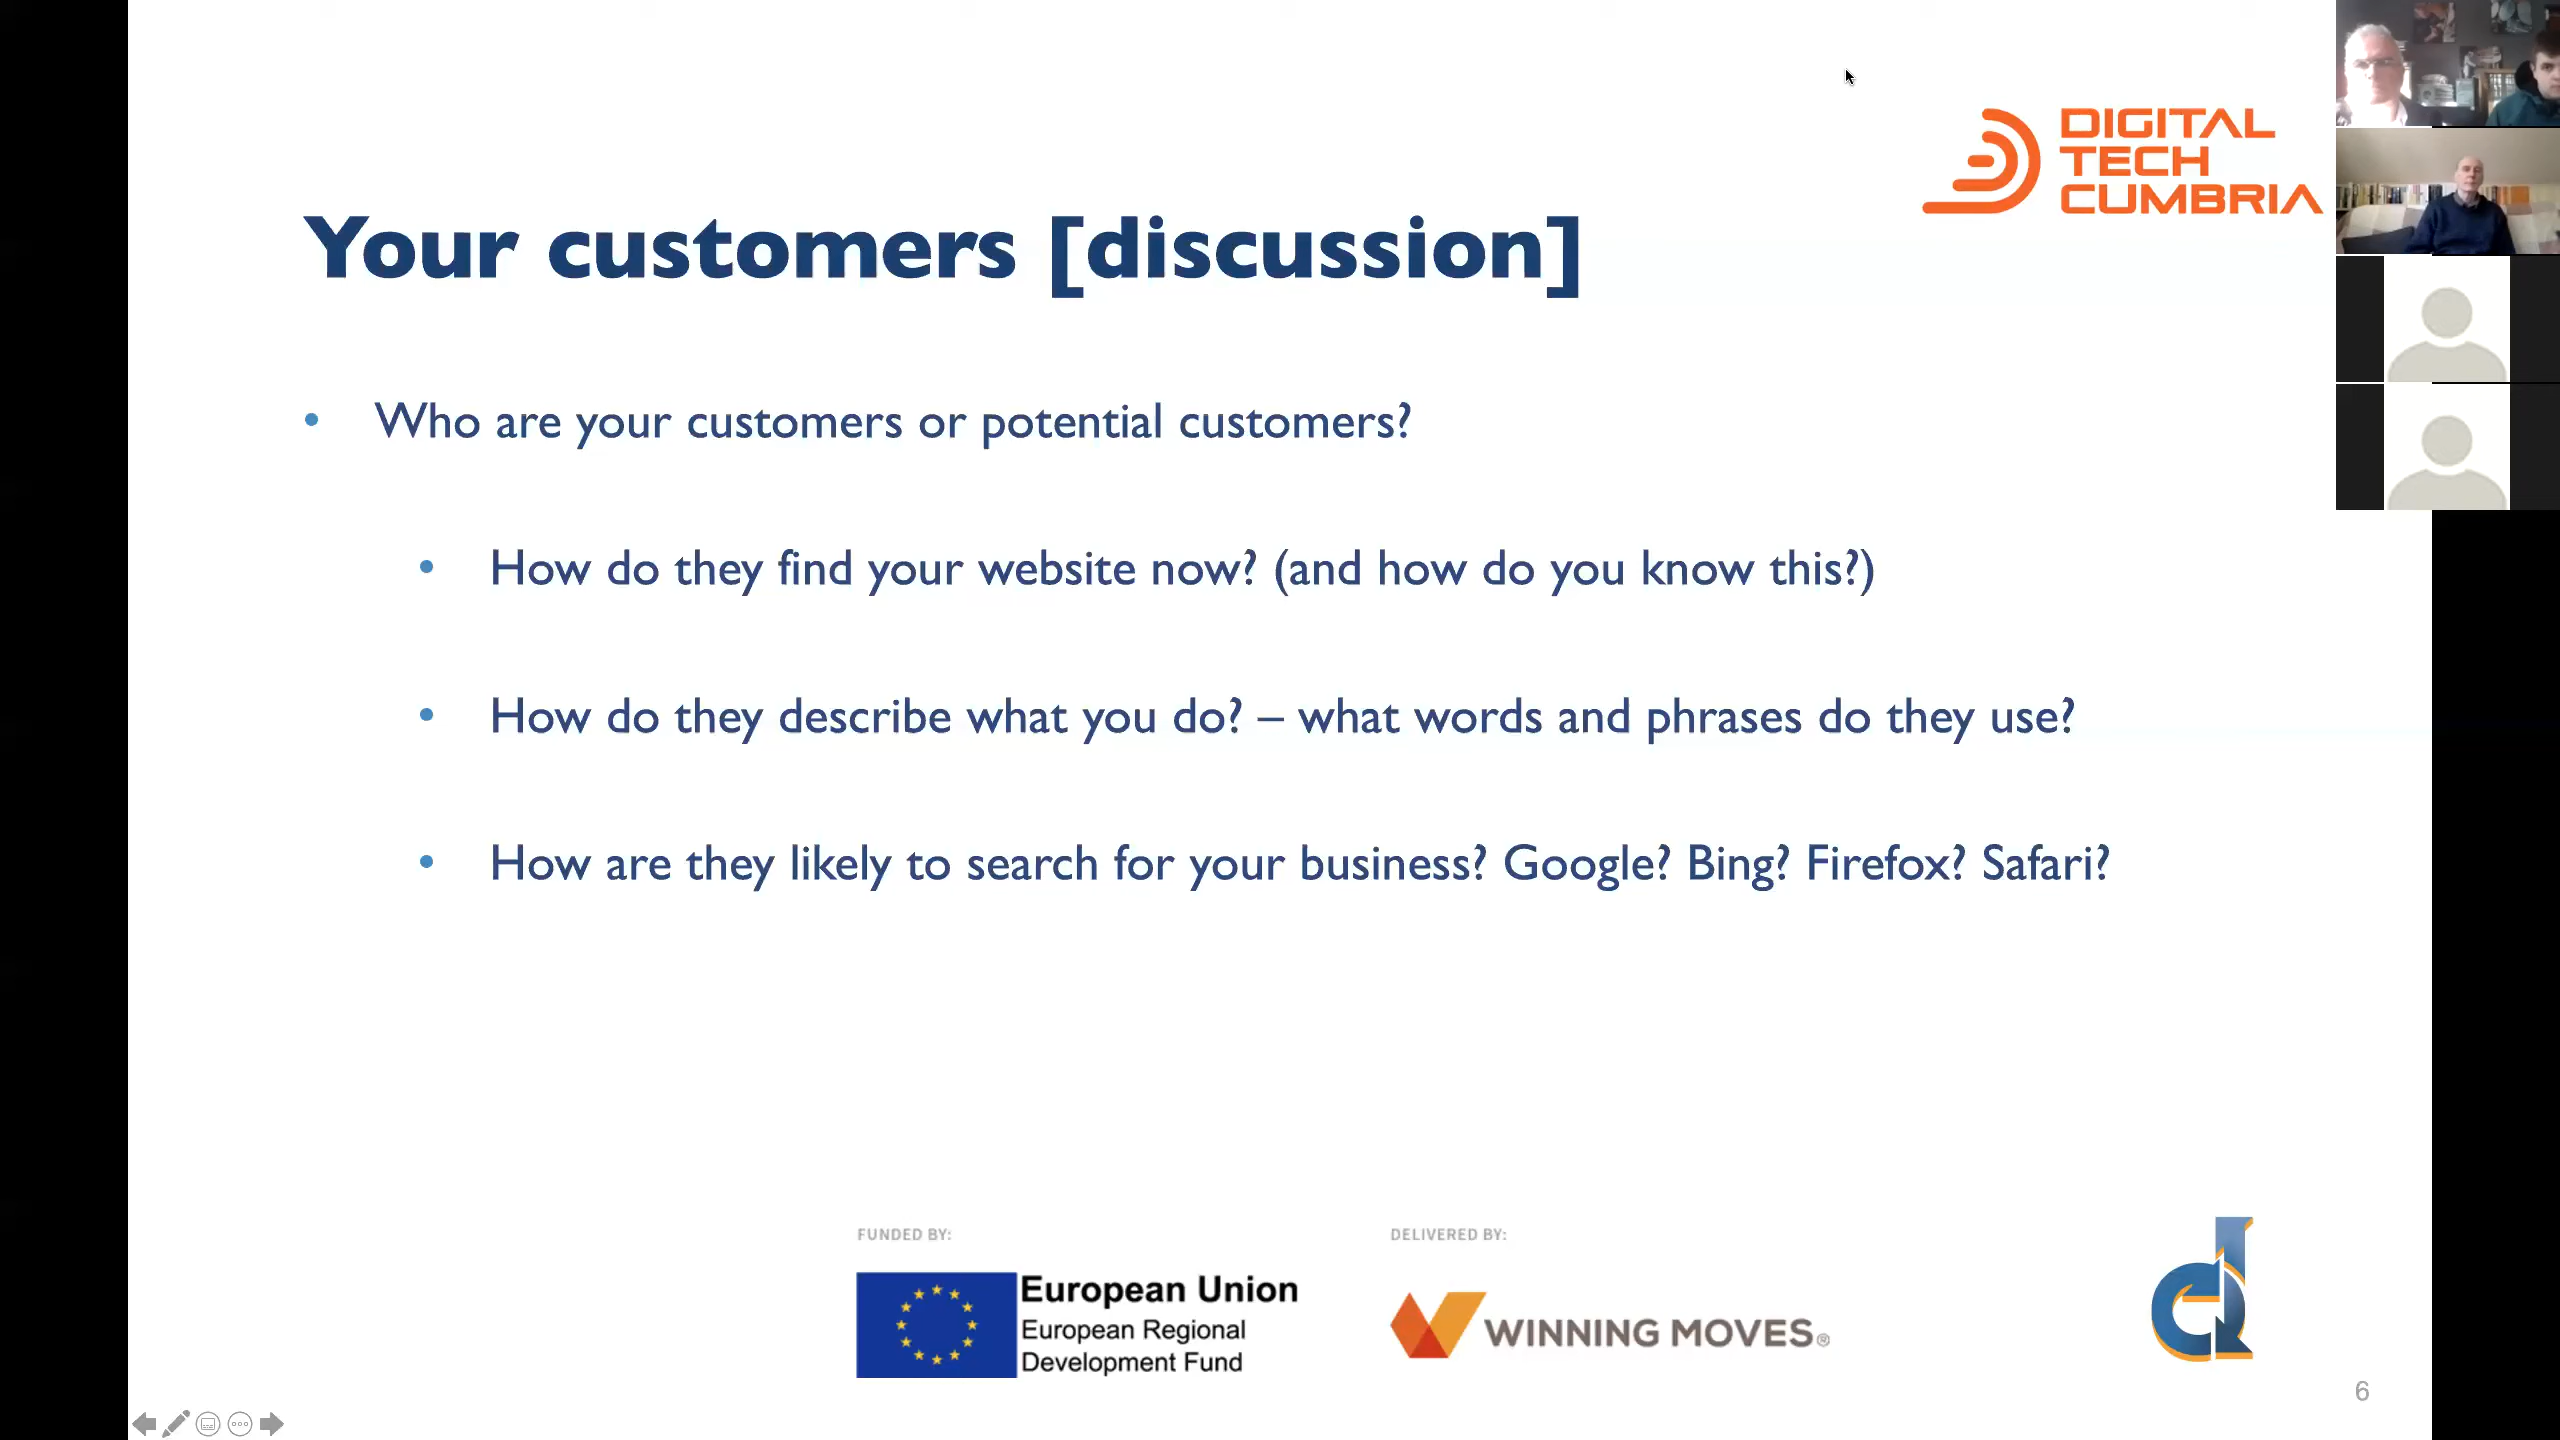 DIGITAL
TECH
CUMBRIA
Your customers [discussion]
• Who are your customers or potential customers?
• How do they find your website now? (and how do you know this?)
• How do they describe what you do? – what words and phrases do they use?
• How are they likely to search for your business? Google? Bing? Firefox? Safari?
FUNDED BY:
European Union
European Regional
Development Fund
DELIVERED BY:
WINNING MOVES®
6